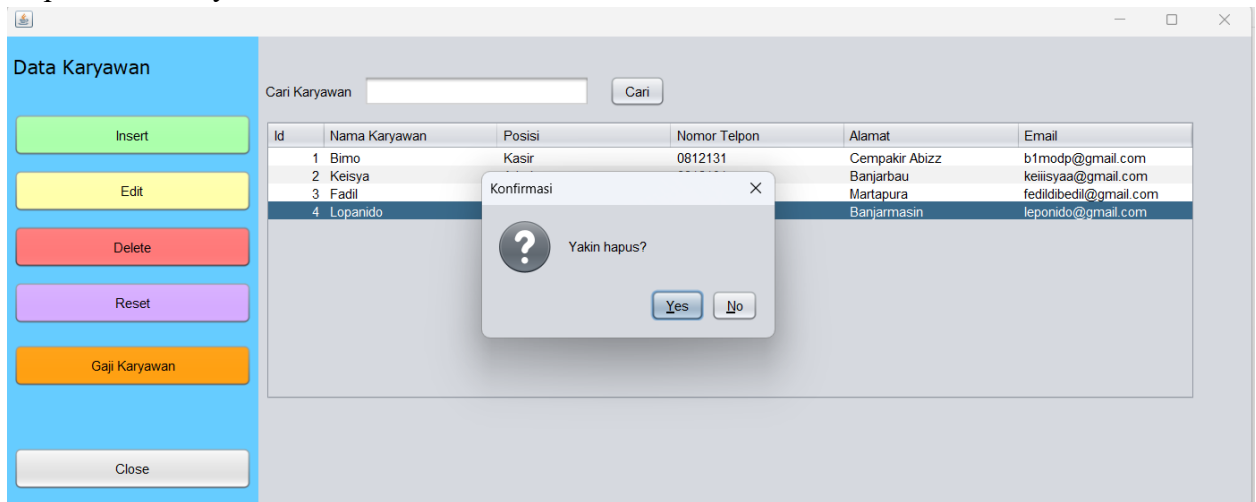 Data Karyawan
Cari Karyawan Cari
Insert
Edit
Delete
Reset
Gaji Karyawan
Close
Id Nama Karyawan Posisi Nomor Telpon Alamat Email
1 Bimo Kasir 0812131 Cempakir Abizz b1modp@gmail.com
2 Keisya Banjarbau keiiisyaa@gmail.com
3 Fadil Martapura fedildibedil@gmail.com
4 Lopanido Banjarmasin leponido@gmail.com
Konfirmasi
Yakin hapus?
Yes No